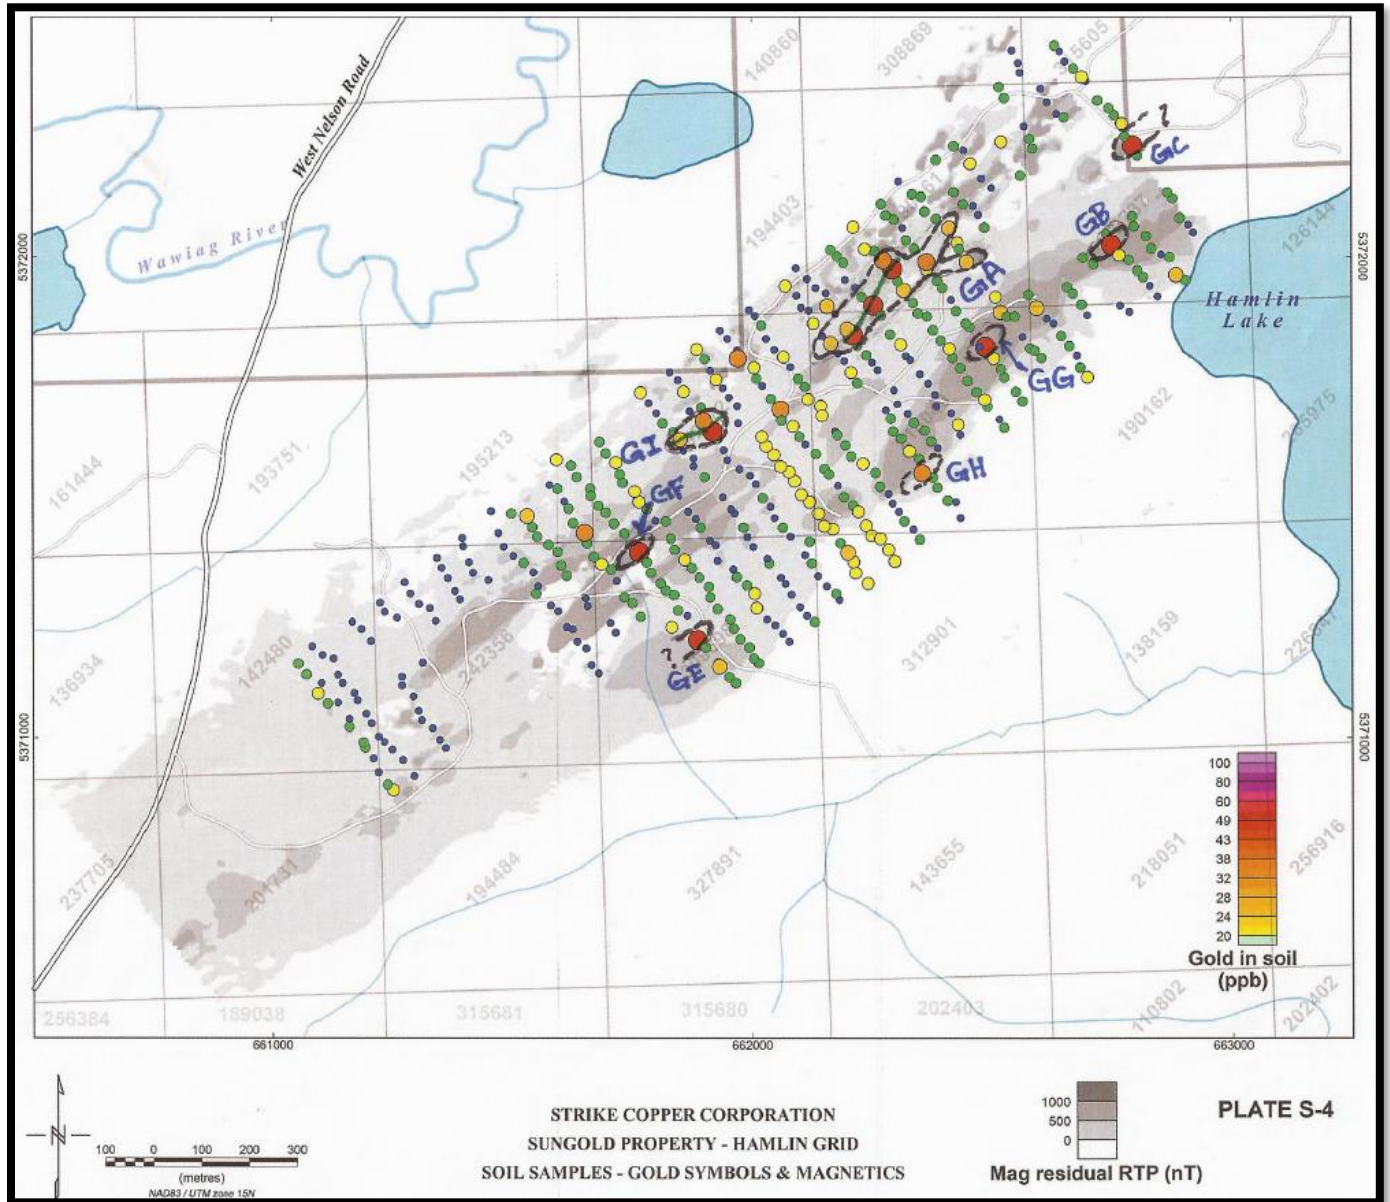 140860
308869
West Nelson Road
Wawiag River
GC
194403
GB
126144
5372000
5372000
GA
Hamlin
Lake
GG
190162
195213
GI
193751
161444
GH
GF
312901
138159
142480
242356
136934
?
?
GE
5371000
5371000
100
80
60
49
43
38
32
28
24
20
Gold in soil
(ppb)
237705
201731
194484
327891
143655
218051
256916
256384
189038
315681
315680
202403
110802
202402
661000
662000
663000
N
100 0 100 200 300
(metres)
NAD83 / UTM zone 15N
STRIKE COPPER CORPORATION
SUNGOLD PROPERTY - HAMLIN GRID
SOIL SAMPLES - GOLD SYMBOLS & MAGNETICS
1000
500
0
Mag residual RTP (nT)
PLATE S-4